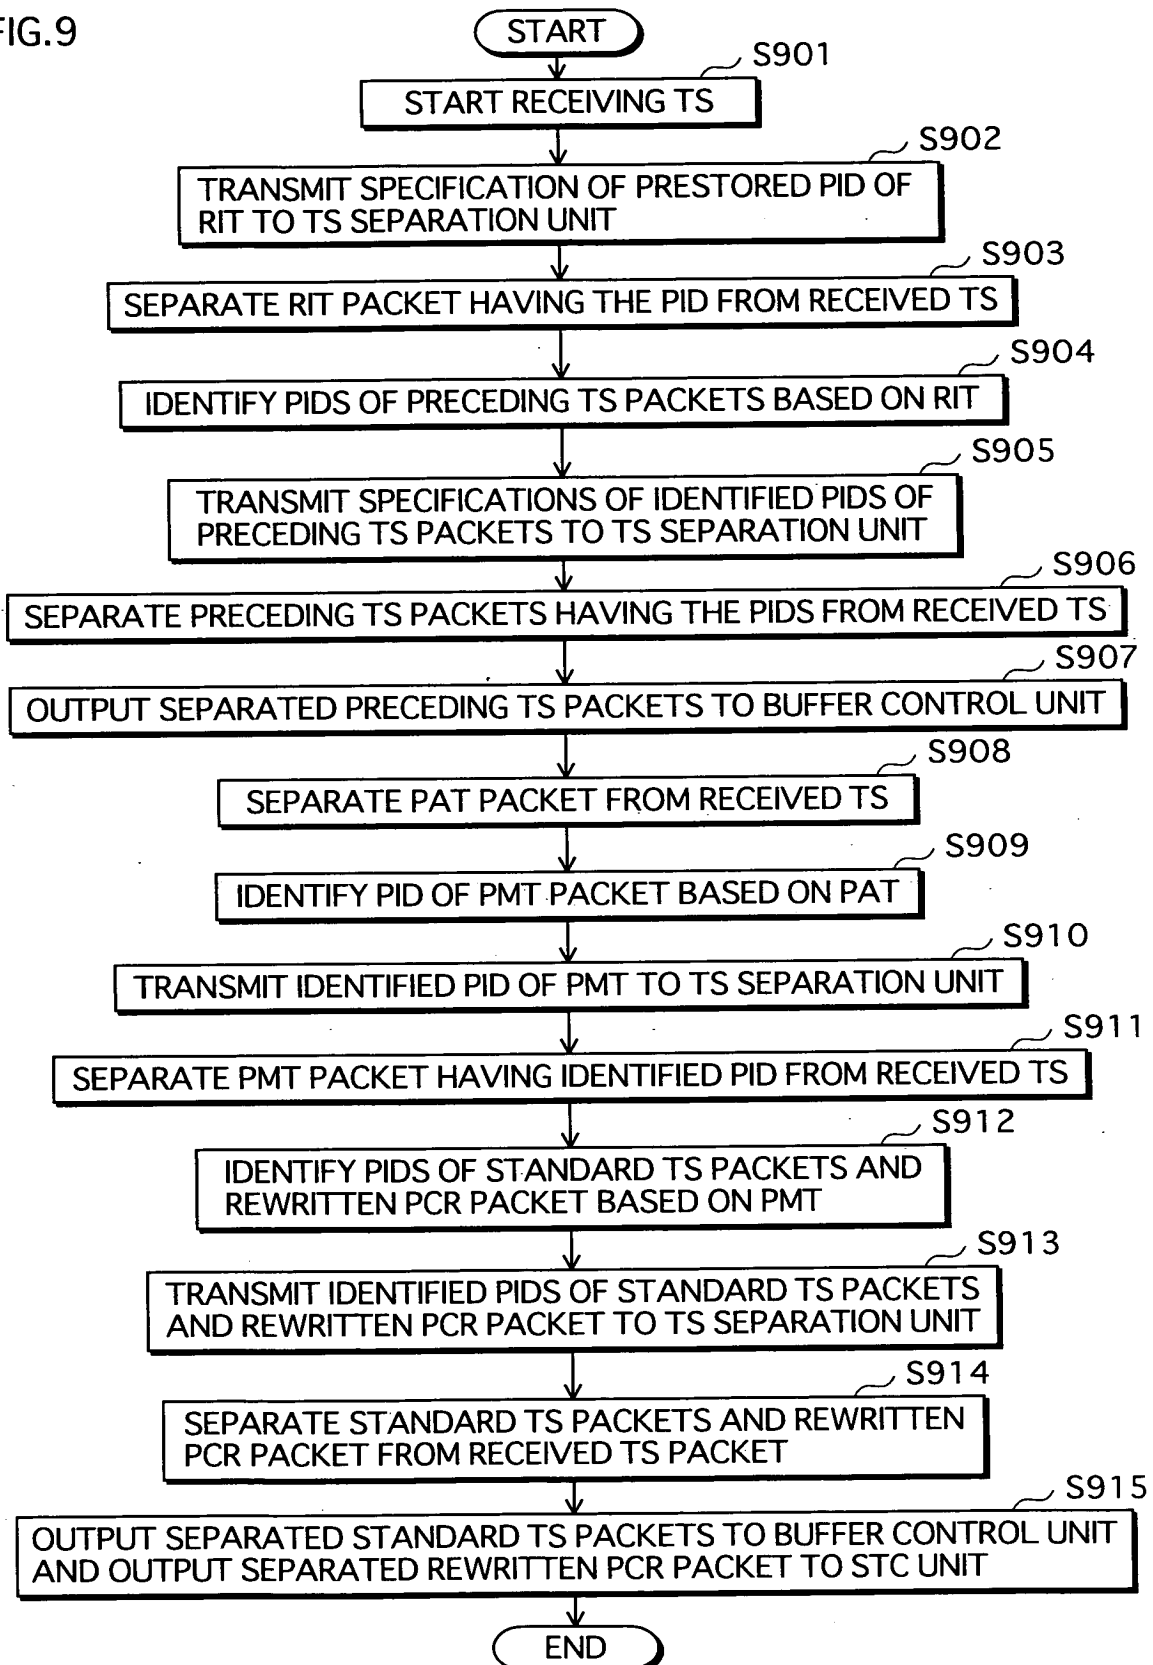 FIG.9
START
S901
START RECEIVING TS
S902
TRANSMIT SPECIFICATION OF PRESTORED PID OF
RIT TO TS SEPARATION UNIT
S903
SEPARATE RIT PACKET HAVING THE PID FROM RECEIVED TS
S904
IDENTIFY PIDS OF PRECEDING TS PACKETS BASED ON RIT
S905
TRANSMIT SPECIFICATIONS OF IDENTIFIED PIDS OF
PRECEDING TS PACKETS TO TS SEPARATION UNIT
S906
SEPARATE PRECEDING TS PACKETS HAVING THE PIDS FROM RECEIVED TS
S907
OUTPUT SEPARATED PRECEDING TS PACKETS TO BUFFER CONTROL UNIT
S908
SEPARATE PAT PACKET FROM RECEIVED TS
S909
IDENTIFY PID OF PMT PACKET BASED ON PAT
S910
TRANSMIT IDENTIFIED PID OF PMT TO TS SEPARATION UNIT
S911
SEPARATE PMT PACKET HAVING IDENTIFIED PID FROM RECEIVED TS
S912
IDENTIFY PIDS OF STANDARD TS PACKETS AND
REWRITTEN PCR PACKET BASED ON PMT
S913
TRANSMIT IDENTIFIED PIDS OF STANDARD TS PACKETS
AND REWRITTEN PCR PACKET TO TS SEPARATION UNIT
S914
SEPARATE STANDARD TS PACKETS AND REWRITTEN
PCR PACKET FROM RECEIVED TS PACKET
S915
OUTPUT SEPARATED STANDARD TS PACKETS TO BUFFER CONTROL UNIT
AND OUTPUT SEPARATED REWRITTEN PCR PACKET TO STC UNIT
END